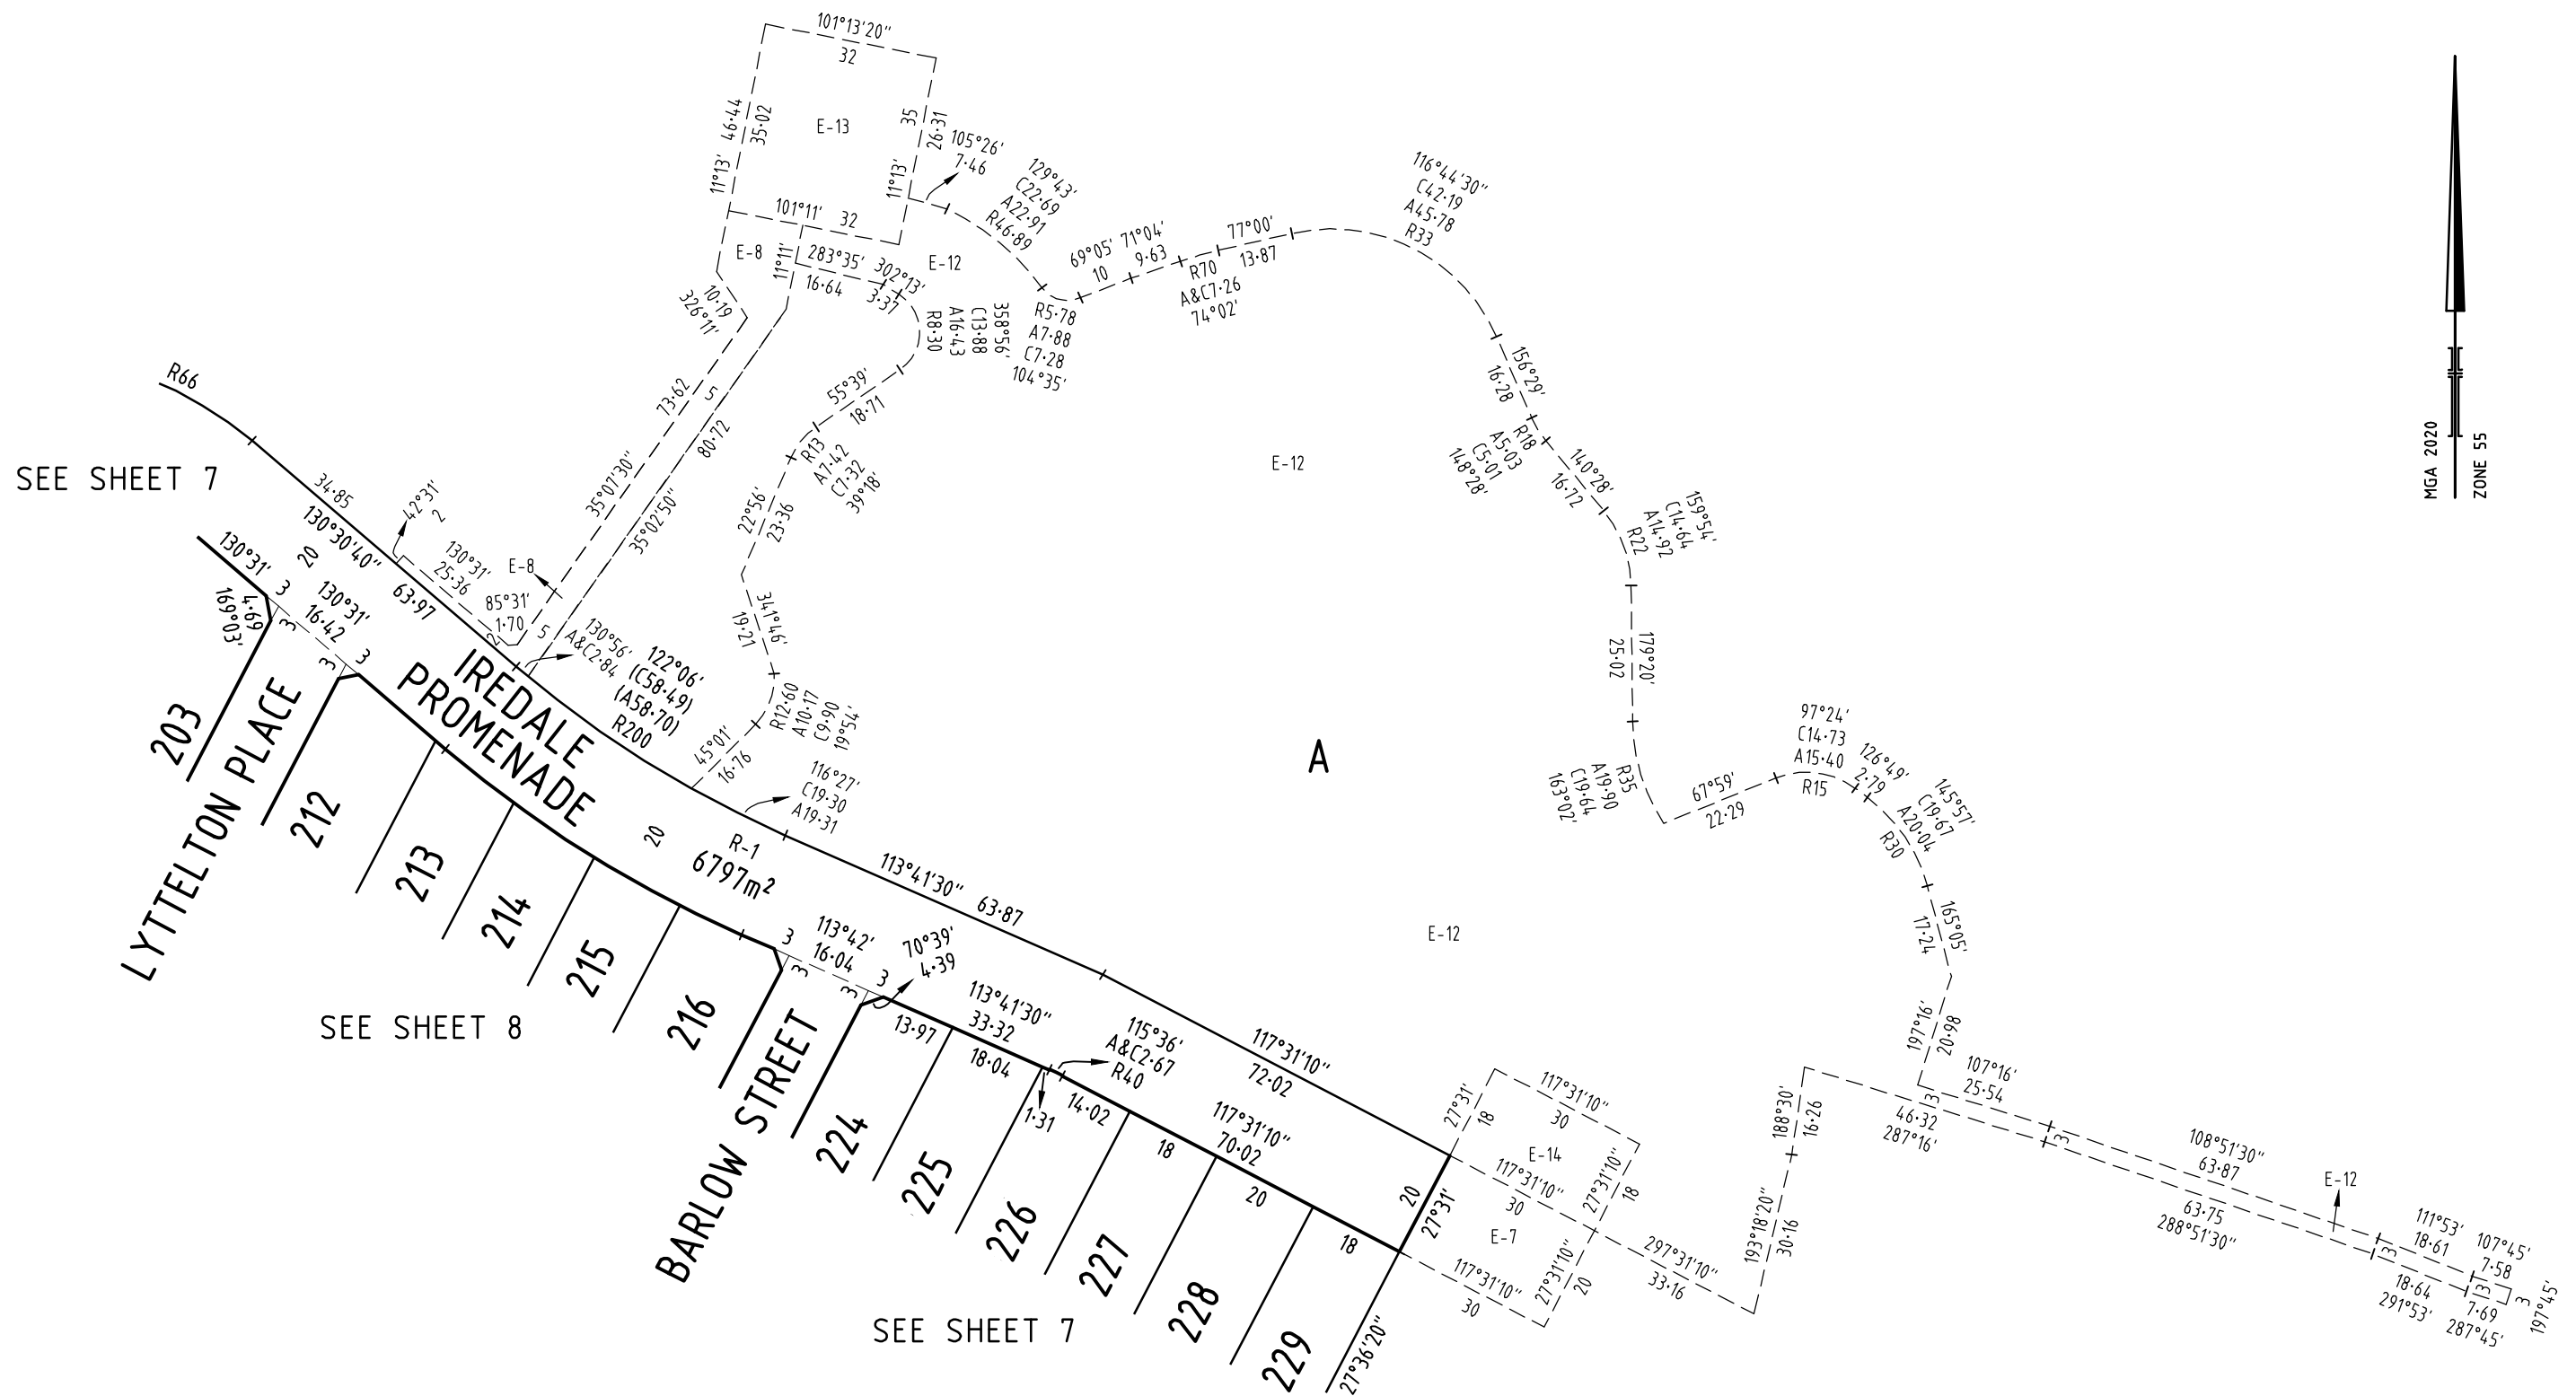 101°13'20"
32
46·44
35·02
11°13'
E-13
35
26·31
11°13'
105°26'
7·46
129°43'
C22·69
A22·91
R46·89
101°11'
32
E-8
11°11'
283°35'
16·64
302°13'
3·37
E-12
R8·30
A16·43
C13·88
358°56'
R5·78
A7·88
C7·28
104°35'
69°05'
10
71°04'
9·63
R70
A&C7·26
74°02'
77°00'
13·87
116°44'30"
C42·19
A45·78
R33
156°29'
16·28
R18
A5·03
C5·01
148°28'
140°28'
16·72
159°54'
C14·64
A14·92
R22
179°20'
25·02
R35
A19·90
C19·64
163°02'
67°59'
22·29
97°24'
C14·73
A15·40
R15
126°49'
2·79
145°57'
C19·67
A20·04
R30
165°05'
17·24
197°16'
20·98
107°16'
25·54
3
46·32
287°16'
3
108°51'30"
63·87
63·75
288°51'30"
E-12
111°53'
18·61
107°45'
7·58
3
3
3
197°45'
18·64
291°53'
7·69
287°45'
188°30'
16·26
193°18'20"
30·16
297°31'10"
33·16
MGA 2020
ZONE 55
10·19
326°11'
73·62
5
80·72
35°07'30"
35°02'50"
55°39'
18·71
R13
A7·42
C7·32
39°18'
22°56'
23·36
341°46'
19·21
R12·60
A10·17
C9·90
19°54'
45°01'
16·76
E-12
A
E-12
R66
SEE SHEET 7
34·85
130°30'40"
63·97
42°31'
2
130°31'
25·36
E-8
85°31'
1·70
2
5
130°56'
A&C2·84
122°06'
(C58·49)
(A58·70)
R200
116°27'
C19·30
A19·31
130°31'
20
3
3
4·69
169°03'
130°31'
16·42
3
3
IREDALE
PROMENADE
LYTTELTON PLACE
203
212
213
214
215
216
SEE SHEET 8
20
R-1
6797m²
113°41'30"
63·87
3
3
113°42'
16·04
3
3
70°39'
4·39
BARLOW STREET
13·97
113°41'30"
33·32
18·04
1·31
115°36'
A&C2·67
R40
14·02
117°31'10"
72·02
117°31'10"
70·02
18
20
18
20
27°31'
27°36'20"
224
225
226
227
228
229
SEE SHEET 7
27°31'
18
117°31'10"
30
E-14
117°31'10"
30
27°31'10"
18
E-7
27°31'10"
20
117°31'10"
30